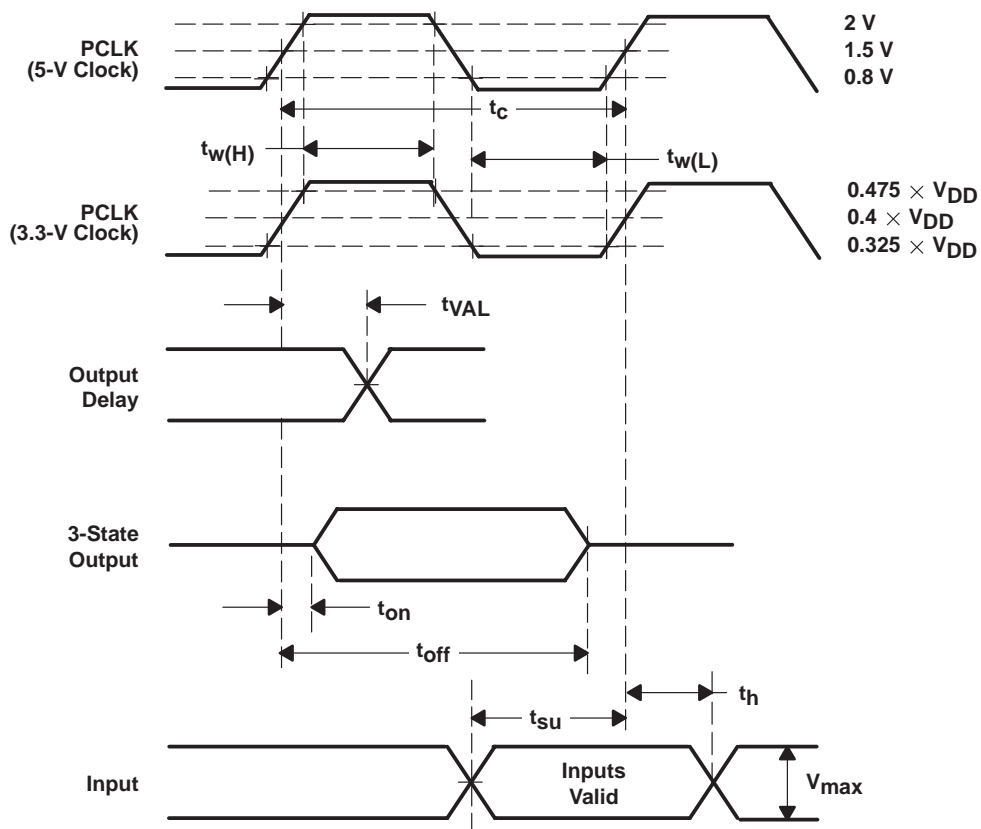 PCLK
(5-V Clock)
2 V
1.5 V
0.8 V
tc
tw(H)
tw(L)
PCLK
(3.3-V Clock)
0.475 × VDD
0.4 × VDD
0.325 × VDD
tVAL
Output
Delay
3-State
Output
ton
toff
th
tsu
Input
Inputs
Valid
Vmax